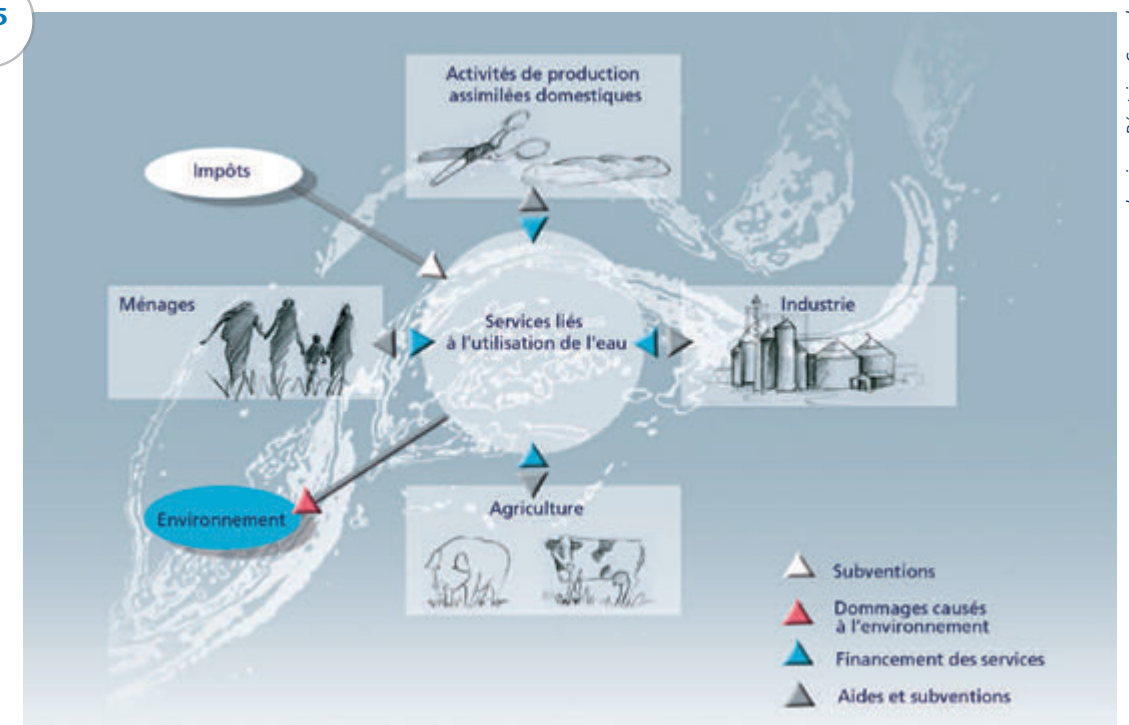 5
Activités de production
assimilées domestiques
Impôts
Ménages
Services liés
à l'utilisation de l'eau
Industrie
Environnement
Agriculture
Subventions
Dommages causés
à l'environnement
Financement des services
Aides et subventions